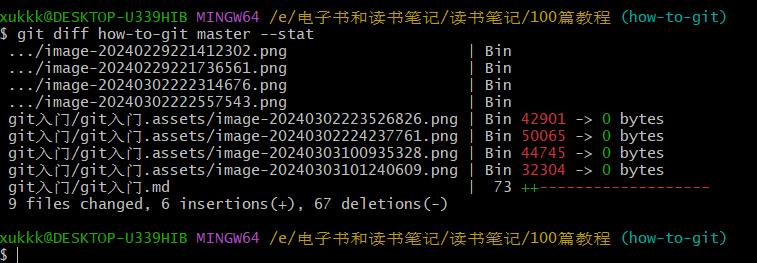 xukkk@DESKTOP-U339HIB MINGW64 /e/电子书和读书笔记/读书笔记/100篇教程 (how-to-git)
$ git diff how-to-git master --stat
.../image-20240229221412302.png | Bin
.../image-20240229221736561.png | Bin
.../image-20240302222314676.png | Bin
.../image-20240302222557543.png | Bin
git入门/git入门.assets/image-20240302223526826.png | Bin 42901 -> 0 bytes
git入门/git入门.assets/image-20240302224237761.png | Bin 50065 -> 0 bytes
git入门/git入门.assets/image-20240303100935328.png | Bin 44745 -> 0 bytes
git入门/git入门.assets/image-20240303101240609.png | Bin 32304 -> 0 bytes
git入门/git入门.md | 73 ++-------------------
9 files changed, 6 insertions(+), 67 deletions(-)
xukkk@DESKTOP-U339HIB MINGW64 /e/电子书和读书笔记/读书笔记/100篇教程 (how-to-git)
$